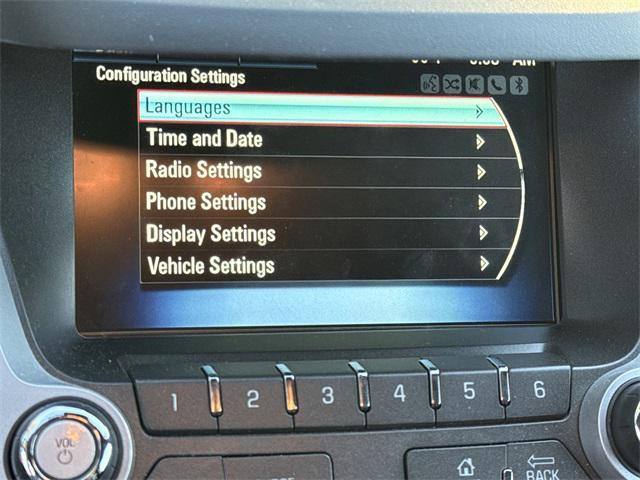 Configuration Settings
Languages
Time and Date
Radio Settings
Phone Settings
Display Settings
Vehicle Settings
1 2 3 4 5 6
VOL
BACK